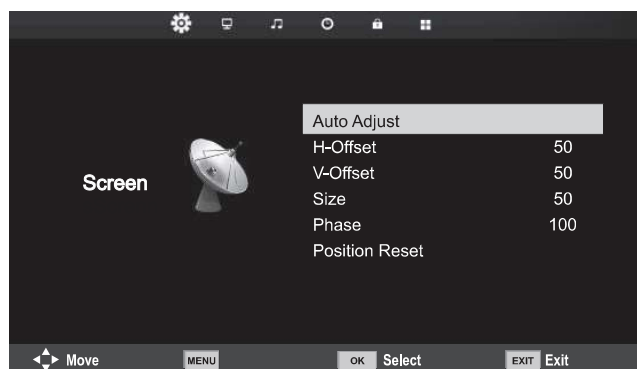 Auto Adjust
H-Offset 50
V-Offset 50
Screen
Size 50
Phase 100
Position Reset
Move MENU OK Select EXIT Exit